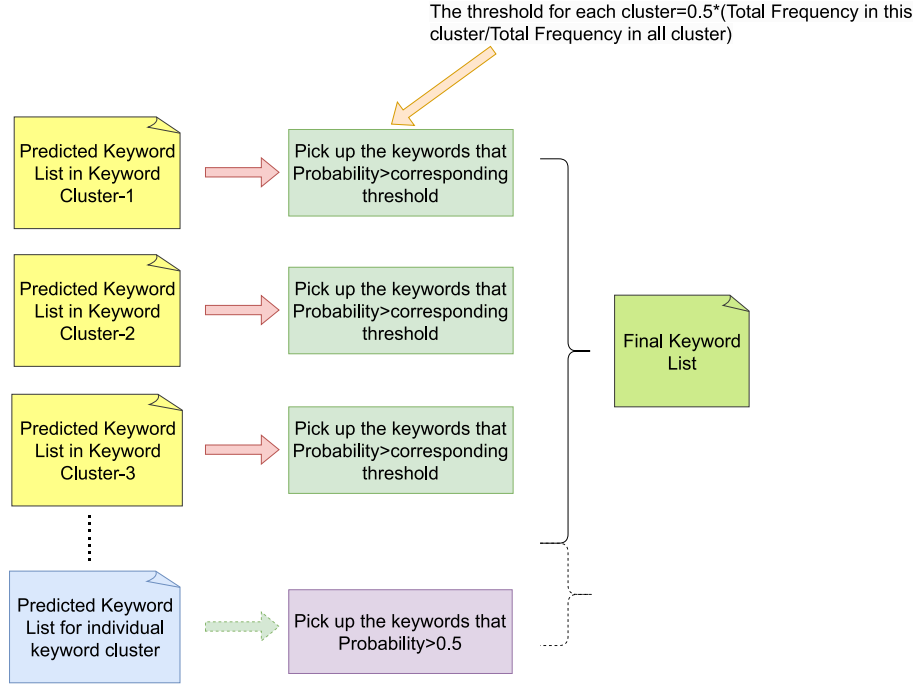 The threshold for each cluster=0.5*(Total Frequency in this
cluster/Total Frequency in all cluster)
Predicted Keyword
List in Keyword
Cluster-1
Pick up the keywords that
Probability>corresponding
threshold
Predicted Keyword
List in Keyword
Cluster-2
Pick up the keywords that
Probability>corresponding
threshold
Final Keyword
List
Predicted Keyword
List in Keyword
Cluster-3
Pick up the keywords that
Probability>corresponding
threshold
Predicted Keyword
List for individual
keyword cluster
Pick up the keywords that
Probability>0.5